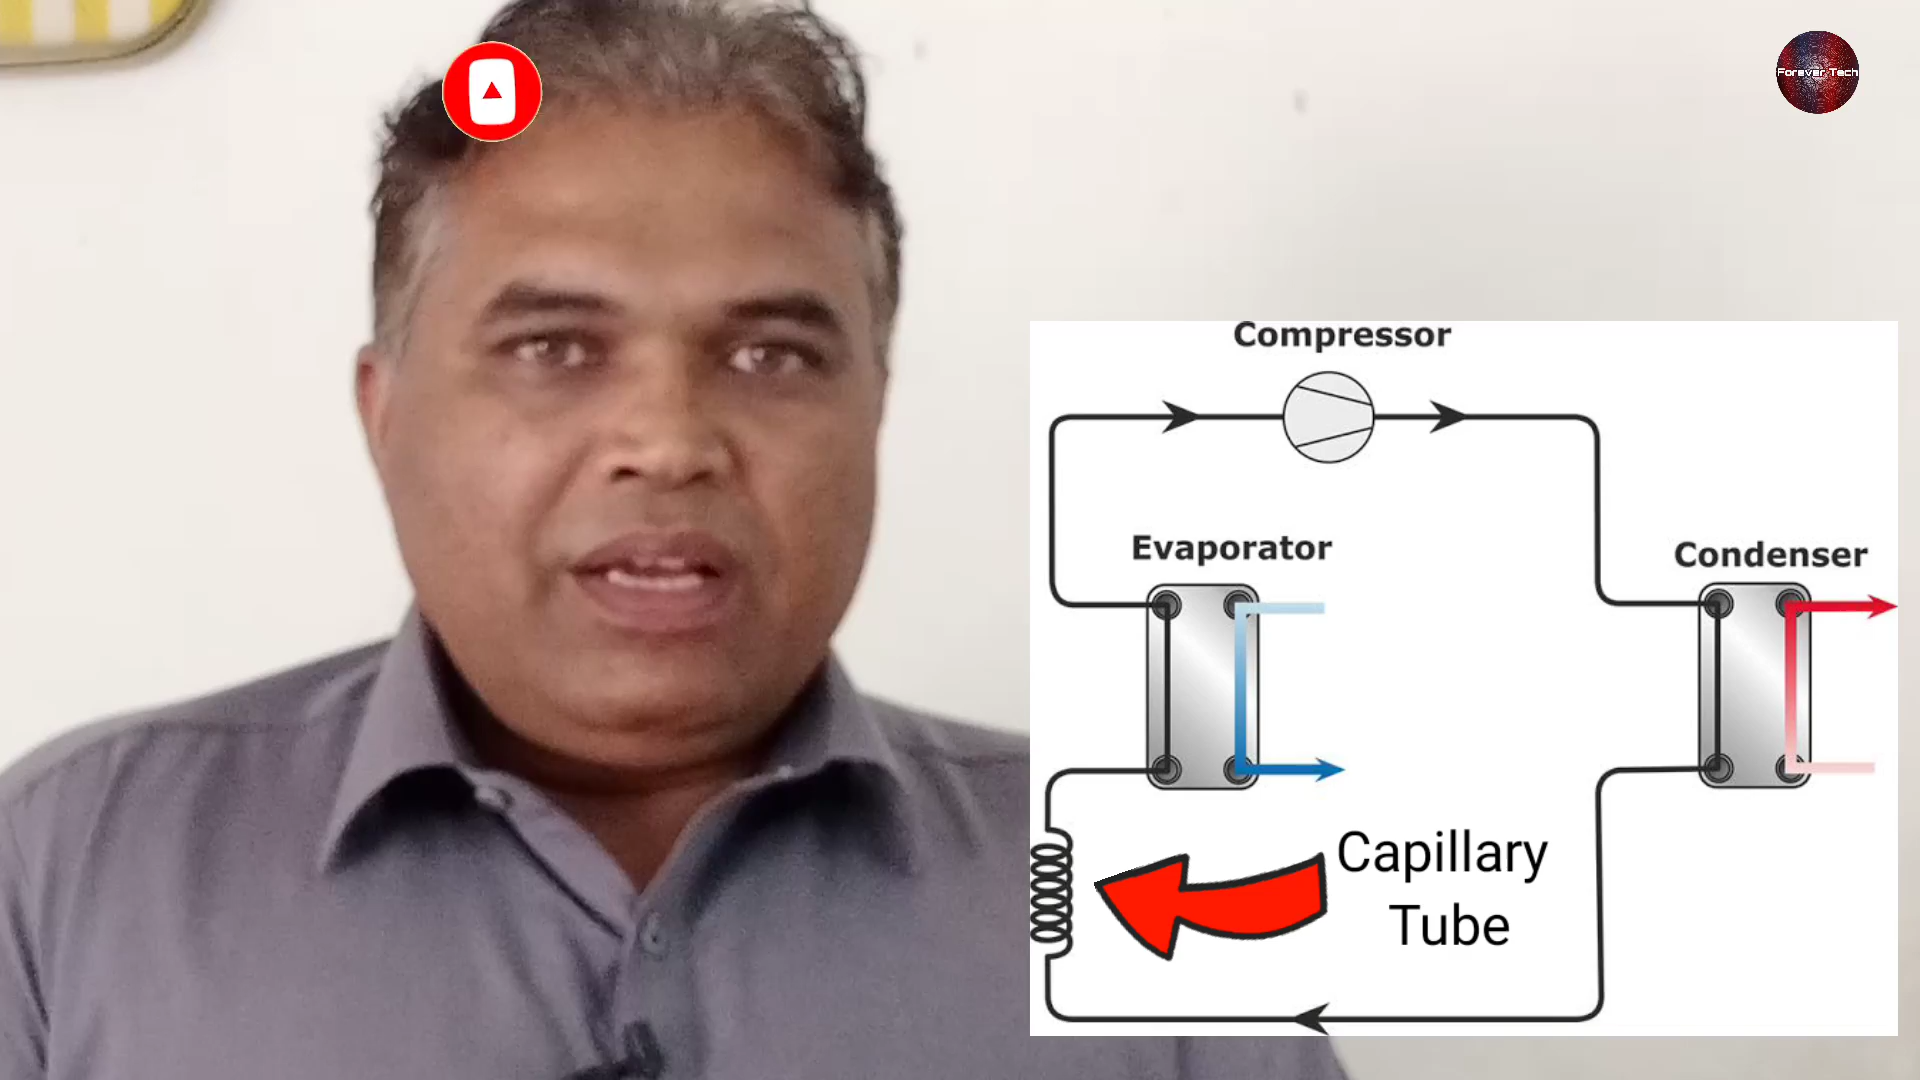 Forever Tech
Compressor
Evaporator
Condenser
Capillary
Tube